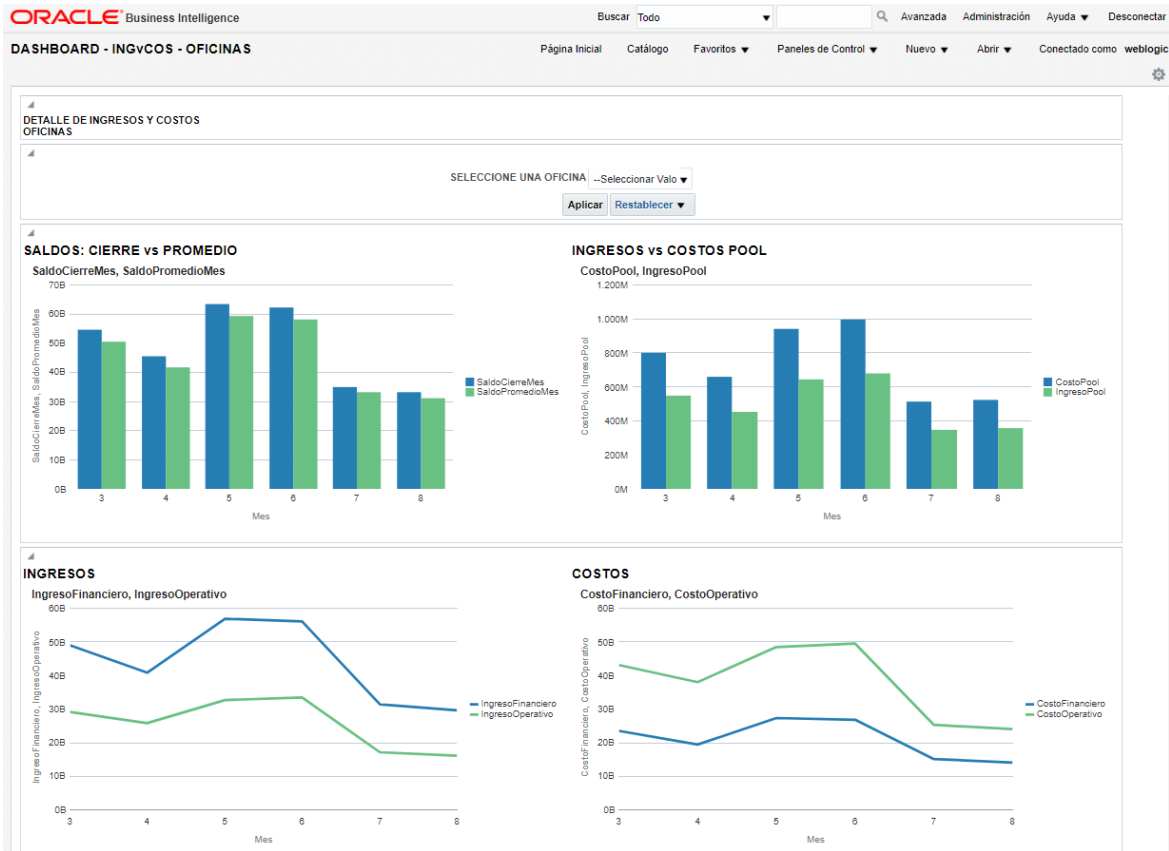 ORACLE Business Intelligence
Buscar Todo
Avanzada Administración Ayuda Desconectar
DASHBOARD - INGvCOS - OFICINAS
Página Inicial Catálogo Favoritos Paneles de Control Nuevo Abrir Conectado como weblogic
DETALLE DE INGRESOS Y COSTOS
OFICINAS
SELECCIONE UNA OFICINA --Seleccionar Valo
Aplicar Restablecer
SALDOS: CIERRE vs PROMEDIO
SaldoCierreMes, SaldoPromedioMes
SaldoCierreMes, SaldoPromedioMes
70B
60B
50B
40B
30B
20B
10B
0B
3 4 5 6 7 8
Mes
SaldoCierreMes
SaldoPromedioMes
INGRESOS vs COSTOS POOL
CostoPool, IngresoPool
CostoPool, IngresoPool
1.200M
1.000M
800M
600M
400M
200M
0M
3 4 5 6 7 8
Mes
CostoPool
IngresoPool
INGRESOS
IngresoFinanciero, IngresoOperativo
IngresoFinanciero, IngresoOperativo
60B
50B
40B
30B
20B
10B
0B
3 4 5 6 7 8
Mes
IngresoFinanciero
IngresoOperativo
COSTOS
CostoFinanciero, CostoOperativo
CostoFinanciero, CostoOperativo
60B
50B
40B
30B
20B
10B
0B
3 4 5 6 7 8
Mes
CostoFinanciero
CostoOperativo